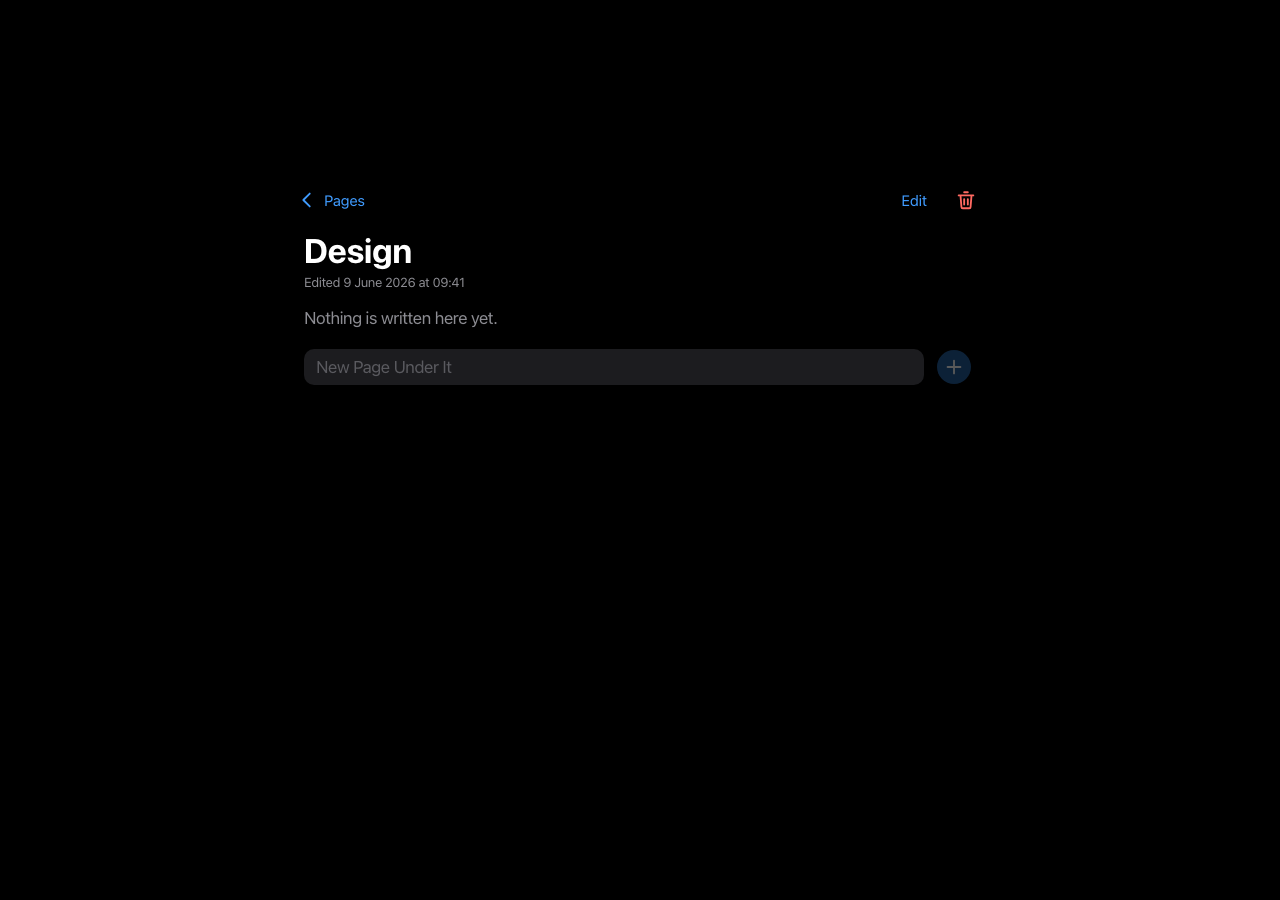 Pages
Edit
Design
Edited 9 June 2026 at 09:41
Nothing is written here yet.
New Page Under It